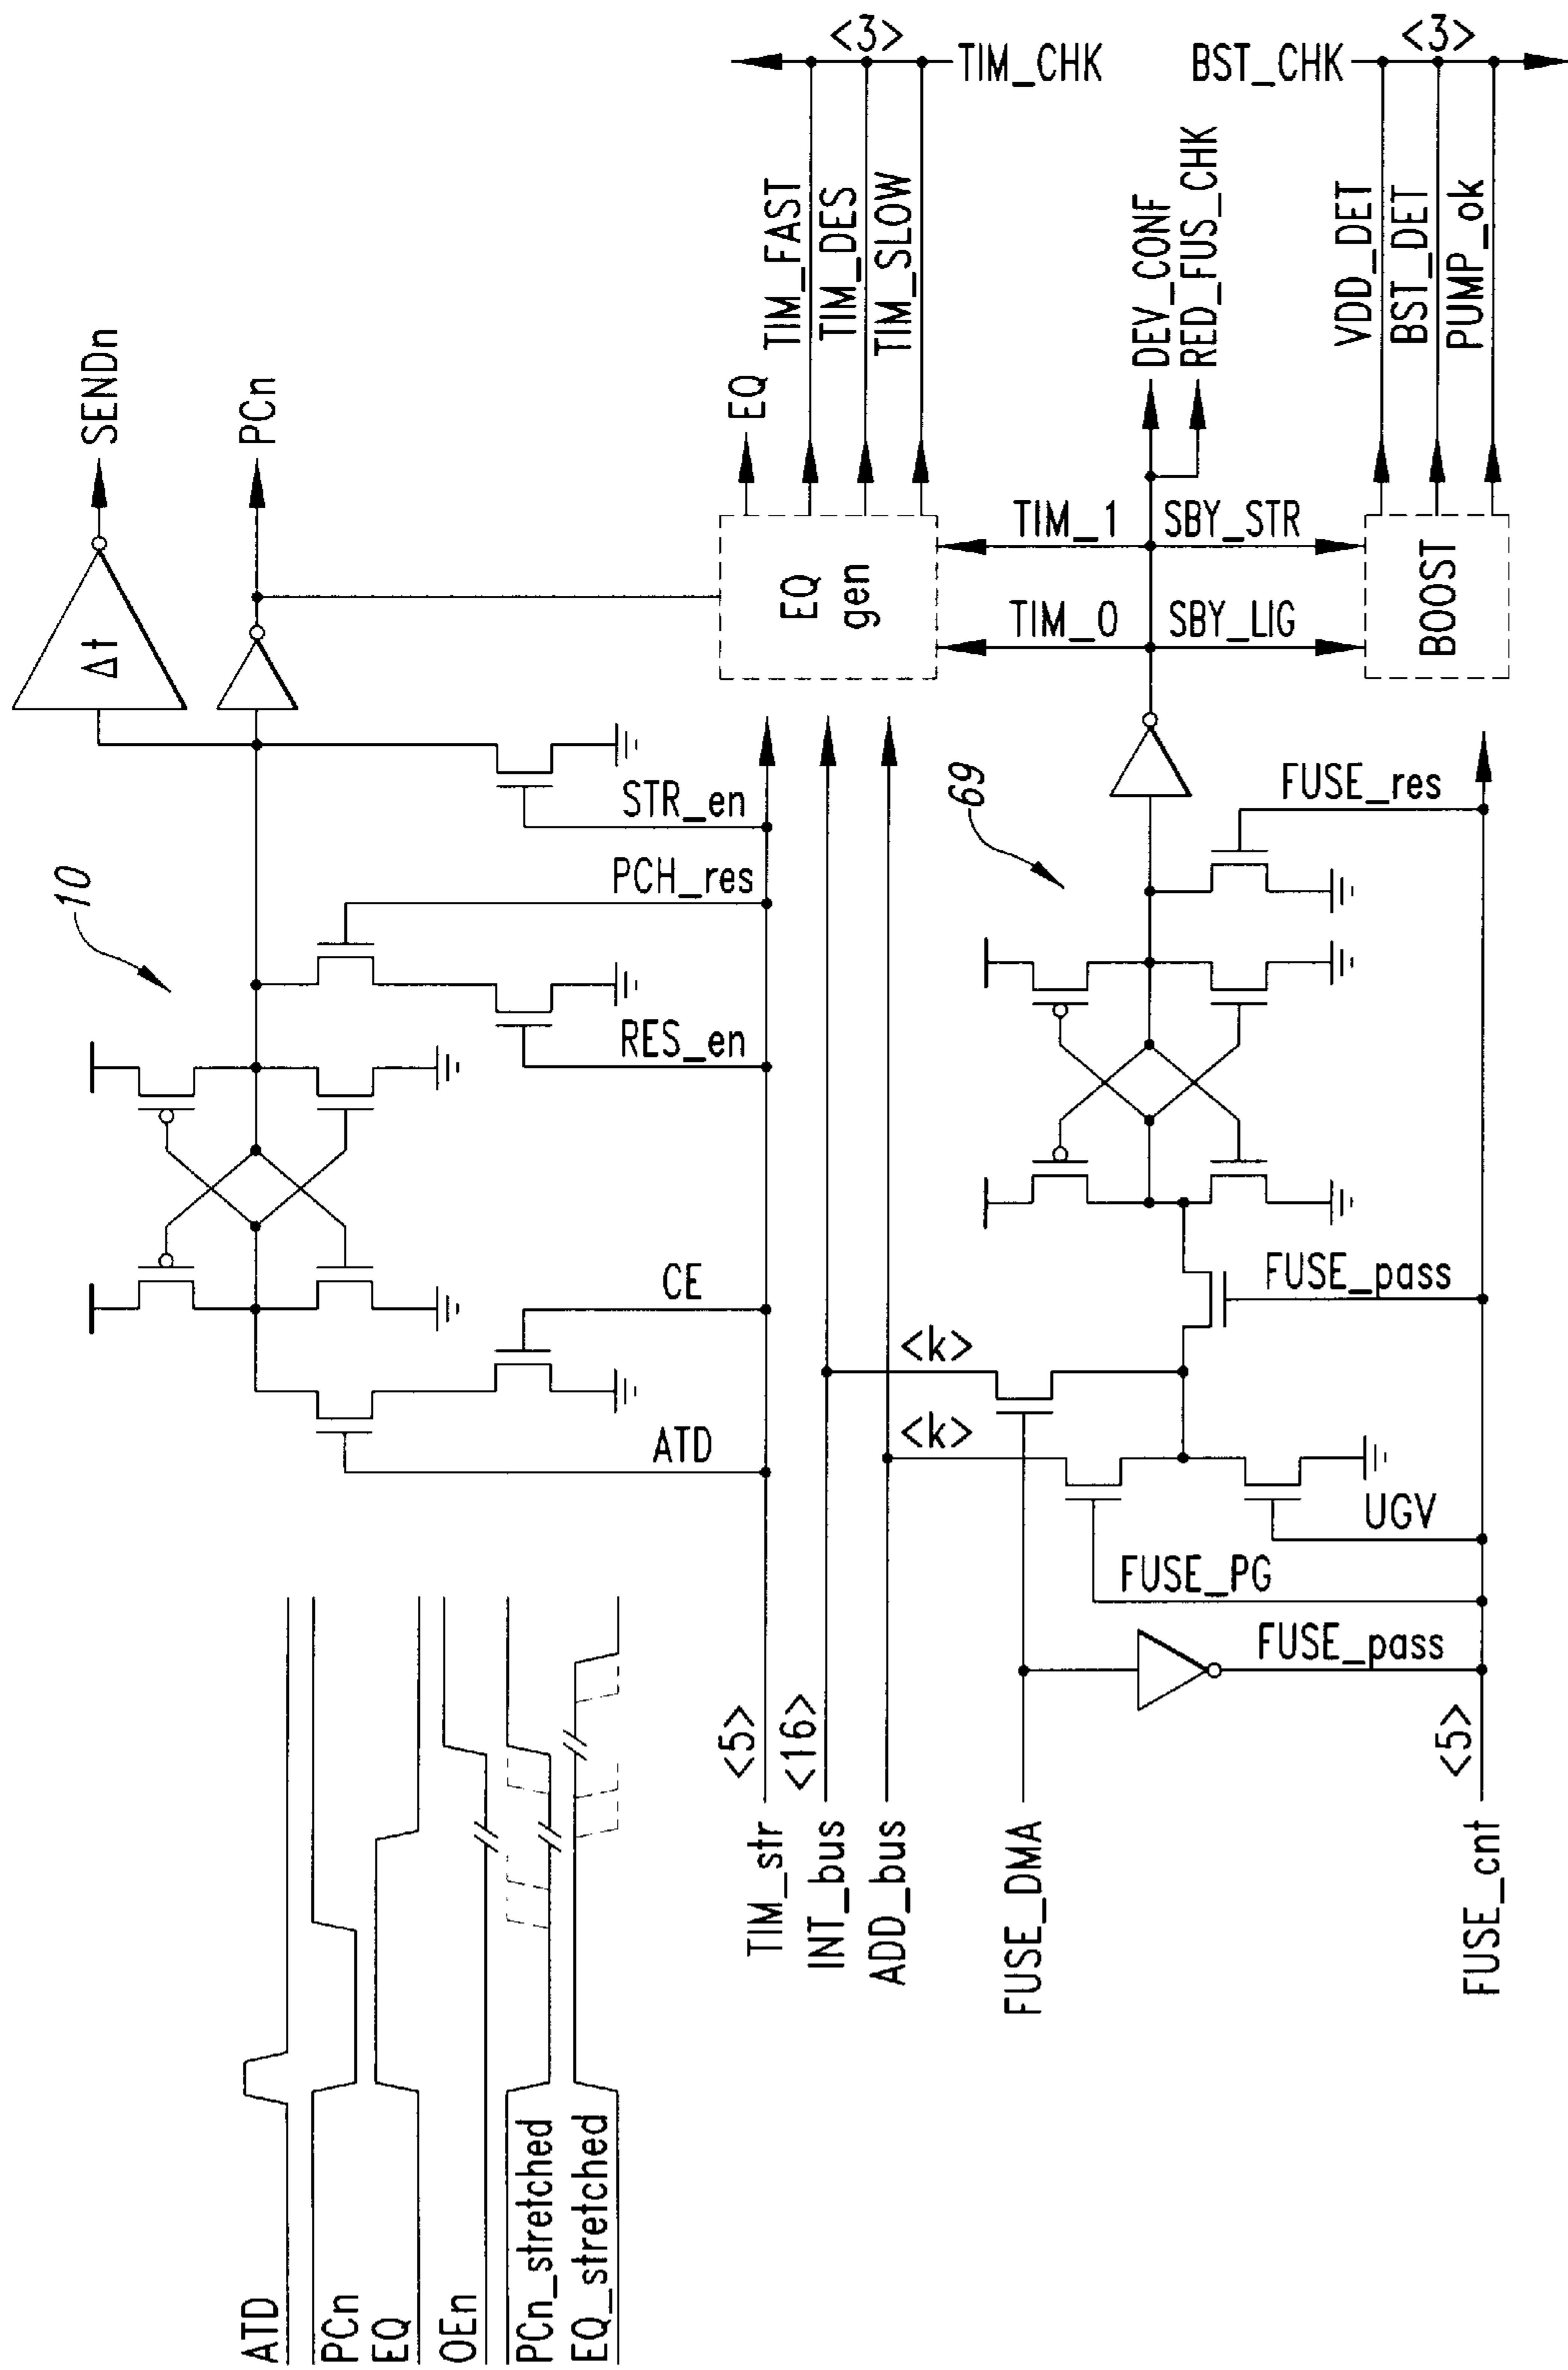 ATD
PCn
EQ
OEn
PCn_stretched
EQ_stretched
10
Δt
SENDn
PCn
STR_en
PCH_res
RES_en
CE
ATD
TIM_str
<5>
INT_bus
<16>
ADD_bus
EQ
gen
EQ
TIM_FAST
TIM_DES
TIM_SLOW
<3>
TIM_CHK
TIM_0
TIM_1
SBY_LIG
SBY_STR
DEV_CONF
RED_FUS_CHK
BOOST
VDD_DET
BST_DET
PUMP_ok
BST_CHK
<3>
69
<k>
<k>
FUSE_DMA
FUSE_pass
FUSE_PG
UGV
FUSE_pass
FUSE_res
FUSE_cnt
<5>